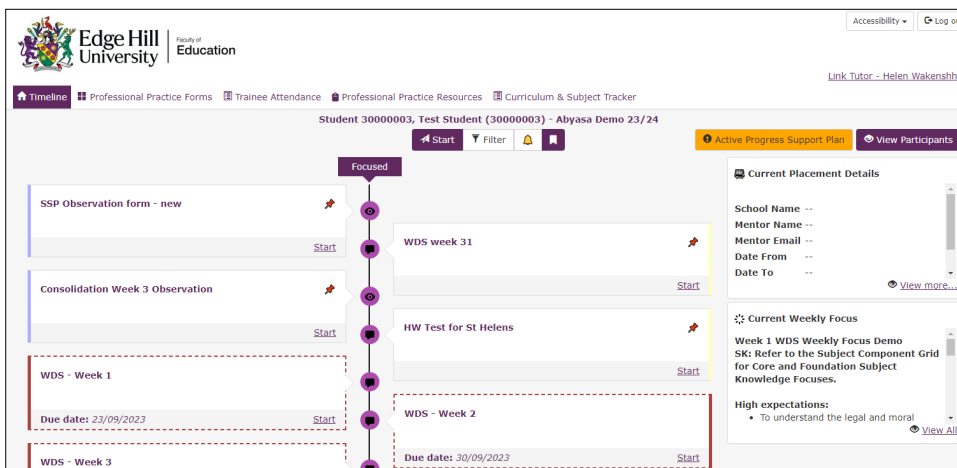 Accessibility
Log ou
Edge Hill
University
Faculty of
Education
Link Tutor - Helen Wakenshh
Timeline
Professional Practice Forms
Trainee Attendance
Professional Practice Resources
Curriculum & Subject Tracker
Student 30000003, Test Student (30000003) - Abyasa Demo 23/24
Start
Filter
Active Progress Support Plan
View Participants
Focused
SSP Observation form - new
Start
WDS week 31
Start
Consolidation Week 3 Observation
Start
HW Test for St Helens
Start
WDS - Week 1
Due date: 23/09/2023
Start
WDS - Week 2
Due date: 30/09/2023
Start
WDS - Week 3
Current Placement Details
School Name --
Mentor Name --
Mentor Email --
Date From --
Date To --
View more...
Current Weekly Focus
Week 1 WDS Weekly Focus Demo
SK: Refer to the Subject Component Grid
for Core and Foundation Subject
Knowledge Focuses.
High expectations:
• To understand the legal and moral
View All